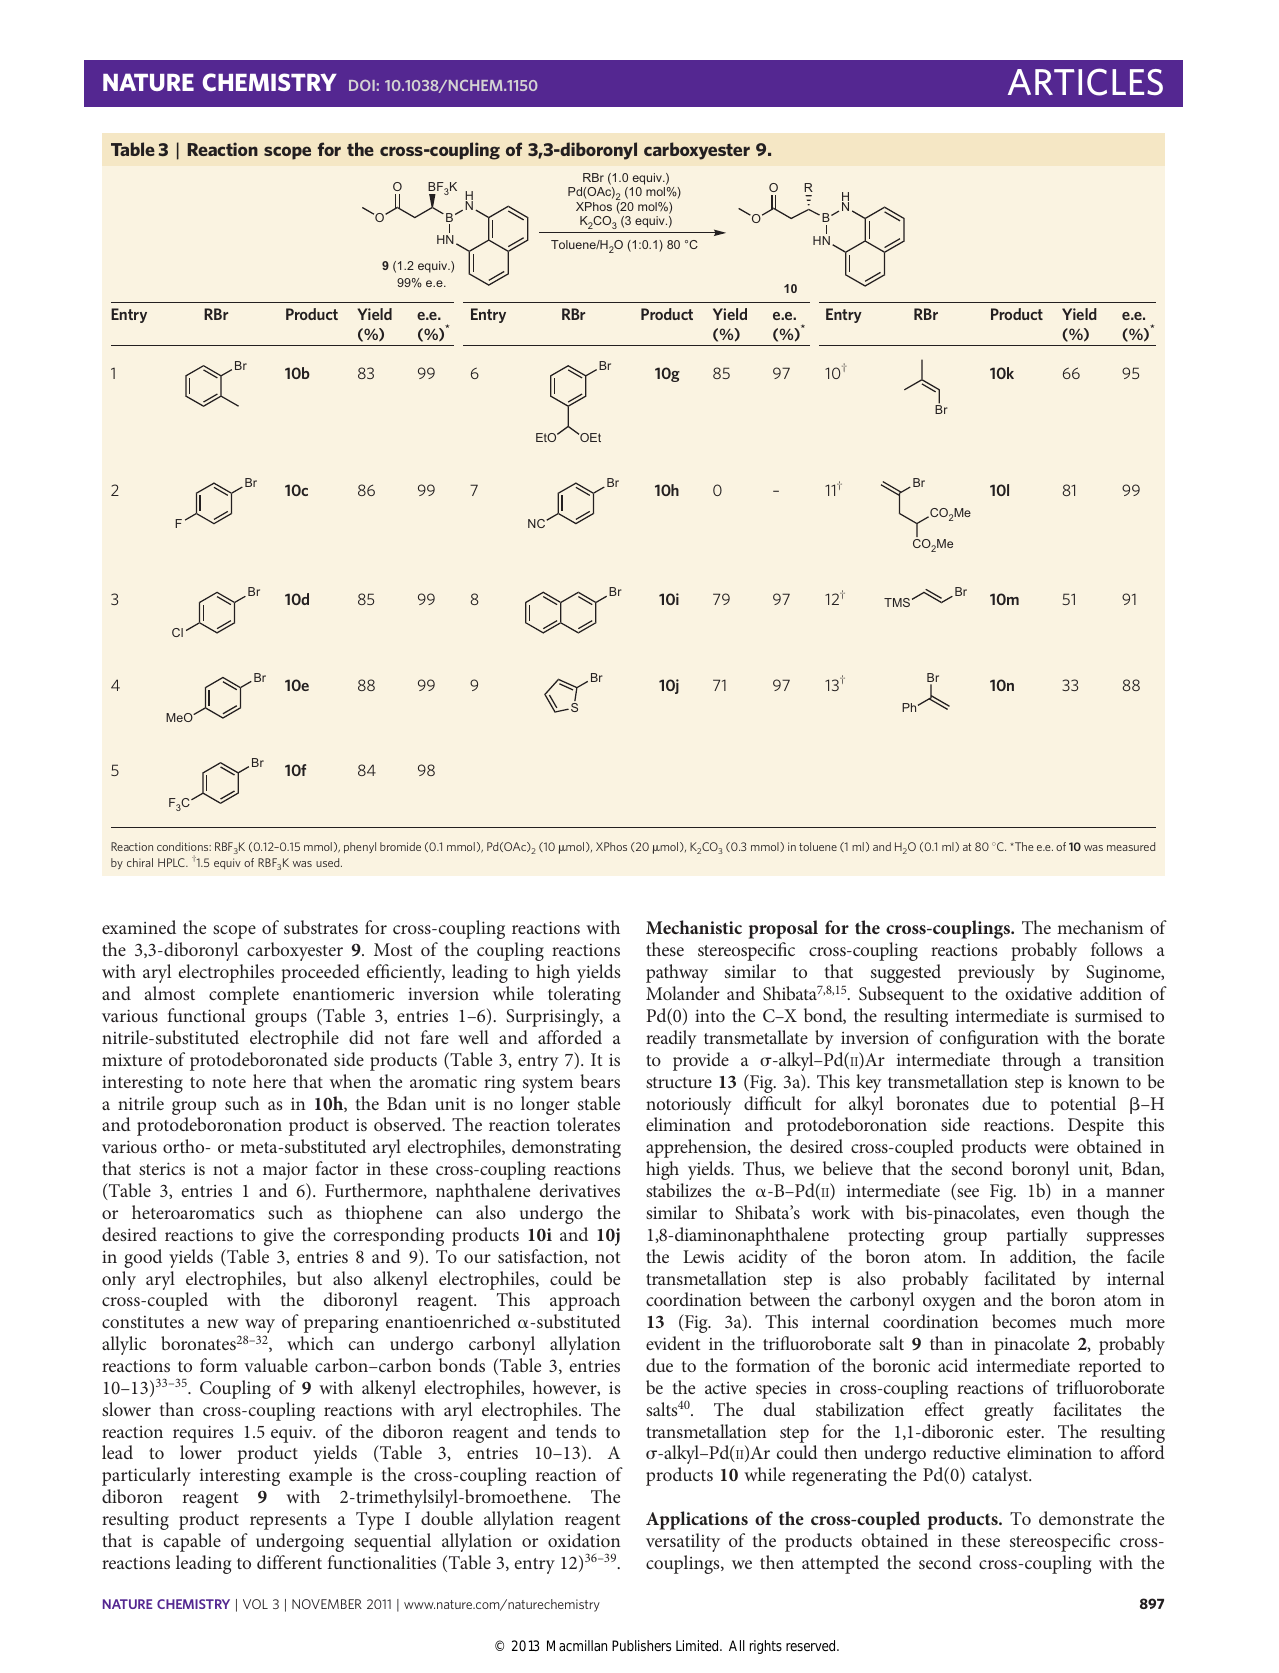 NATURE CHEMISTRY DOI: 10.1038/NCHEM.1150
ARTICLES
Table 3 | Reaction scope for the cross-coupling of 3,3-diboronyl carboxyester 9.
O
BF3K
H
N
O
B
HN
9 (1.2 equiv.)
99% e.e.
RBr (1.0 equiv.)
Pd(OAc)2 (10 mol%)
XPhos (20 mol%)
K2CO3 (3 equiv.)
Toluene/H2O (1:0.1) 80 °C
O
R
H
N
O
B
HN
10
Entry RBr Product Yield (%) e.e. (%)* Entry RBr Product Yield (%) e.e. (%)* Entry RBr Product Yield (%) e.e. (%)*
1 Br 10b 83 99 6 Br EtO OEt 10g 85 97 10† Br 10k 66 95
2 Br F 10c 86 99 7 Br NC 10h 0 – 11† Br CO2Me CO2Me 10l 81 99
3 Br Cl 10d 85 99 8 Br 10i 79 97 12† TMS Br 10m 51 91
4 Br MeO 10e 88 99 9 Br S 10j 71 97 13† Br Ph 10n 33 88
5 Br F3C 10f 84 98
Reaction conditions: RBF3K (0.12–0.15 mmol), phenyl bromide (0.1 mmol), Pd(OAc)2 (10 μmol), XPhos (20 μmol), K2CO3 (0.3 mmol) in toluene (1 ml) and H2O (0.1 ml) at 80 °C. *The e.e. of 10 was measured
by chiral HPLC. †1.5 equiv of RBF3K was used.
examined the scope of substrates for cross-coupling reactions with
the 3,3-diboronyl carboxyester 9. Most of the coupling reactions
with aryl electrophiles proceeded efficiently, leading to high yields
and almost complete enantiomeric inversion while tolerating
various functional groups (Table 3, entries 1–6). Surprisingly, a
nitrile-substituted electrophile did not fare well and afforded a
mixture of protodeboronated side products (Table 3, entry 7). It is
interesting to note here that when the aromatic ring system bears
a nitrile group such as in 10h, the Bdan unit is no longer stable
and protodeboronation product is observed. The reaction tolerates
various ortho- or meta-substituted aryl electrophiles, demonstrating
that sterics is not a major factor in these cross-coupling reactions
(Table 3, entries 1 and 6). Furthermore, naphthalene derivatives
or heteroaromatics such as thiophene can also undergo the
desired reactions to give the corresponding products 10i and 10j
in good yields (Table 3, entries 8 and 9). To our satisfaction, not
only aryl electrophiles, but also alkenyl electrophiles, could be
cross-coupled with the diboronyl reagent. This approach
constitutes a new way of preparing enantioenriched α-substituted
allylic boronates28–32, which can undergo carbonyl allylation
reactions to form valuable carbon–carbon bonds (Table 3, entries
10–13)33–35. Coupling of 9 with alkenyl electrophiles, however, is
slower than cross-coupling reactions with aryl electrophiles. The
reaction requires 1.5 equiv. of the diboron reagent and tends to
lead to lower product yields (Table 3, entries 10–13). A
particularly interesting example is the cross-coupling reaction of
diboron reagent 9 with 2-trimethylsilyl-bromoethene. The
resulting product represents a Type I double allylation reagent
that is capable of undergoing sequential allylation or oxidation
reactions leading to different functionalities (Table 3, entry 12)36–39.
Mechanistic proposal for the cross-couplings. The mechanism of
these stereospecific cross-coupling reactions probably follows a
pathway similar to that suggested previously by Suginome,
Molander and Shibata7,8,15. Subsequent to the oxidative addition of
Pd(0) into the C–X bond, the resulting intermediate is surmised to
readily transmetallate by inversion of configuration with the borate
to provide a σ-alkyl–Pd(II)Ar intermediate through a transition
structure 13 (Fig. 3a). This key transmetallation step is known to be
notoriously difficult for alkyl boronates due to potential β–H
elimination and protodeboronation side reactions. Despite this
apprehension, the desired cross-coupled products were obtained in
high yields. Thus, we believe that the second boronyl unit, Bdan,
stabilizes the α-B–Pd(II) intermediate (see Fig. 1b) in a manner
similar to Shibata's work with bis-pinacolates, even though the
1,8-diaminonaphthalene protecting group partially suppresses
the Lewis acidity of the boron atom. In addition, the facile
transmetallation step is also probably facilitated by internal
coordination between the carbonyl oxygen and the boron atom in
13 (Fig. 3a). This internal coordination becomes much more
evident in the trifluoroborate salt 9 than in pinacolate 2, probably
due to the formation of the boronic acid intermediate reported to
be the active species in cross-coupling reactions of trifluoroborate
salts40. The dual stabilization effect greatly facilitates the
transmetallation step for the 1,1-diboronic ester. The resulting
σ-alkyl–Pd(II)Ar could then undergo reductive elimination to afford
products 10 while regenerating the Pd(0) catalyst.
Applications of the cross-coupled products. To demonstrate the
versatility of the products obtained in these stereospecific cross-
couplings, we then attempted the second cross-coupling with the
NATURE CHEMISTRY | VOL 3 | NOVEMBER 2011 | www.nature.com/naturechemistry
897
© 2013 Macmillan Publishers Limited. All rights reserved.